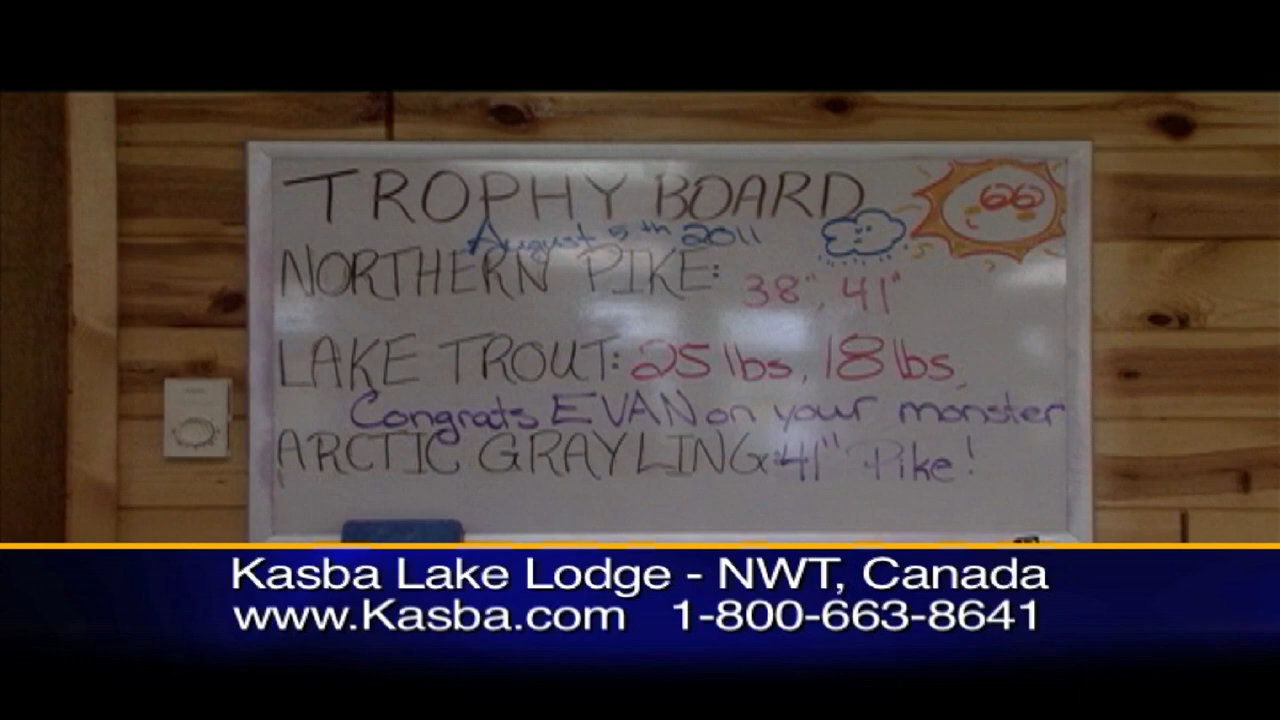 TROPHY BOARD
66
August 5th 2011
NORTHERN PIKE: 38", 41"
LAKE TROUT: 25 lbs, 18 lbs,
Congrats EVAN on your monster
ARCTIC GRAYLING: 41" Pike!
Kasba Lake Lodge - NWT, Canada
www.Kasba.com 1-800-663-8641